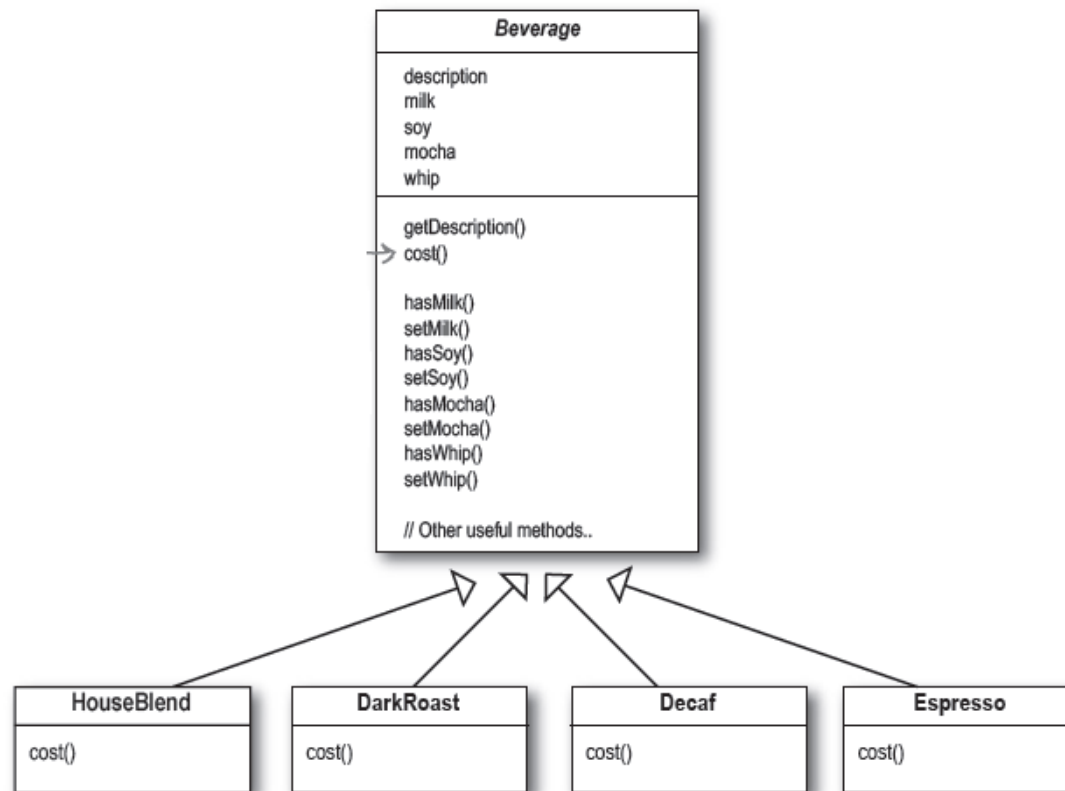 Beverage
description
milk
soy
mocha
whip
getDescription()
cost()
hasMilk()
setMilk()
hasSoy()
setSoy()
hasMocha()
setMocha()
hasWhip()
setWhip()
// Other useful methods..
HouseBlend
DarkRoast
Decaf
Espresso
cost()
cost()
cost()
cost()